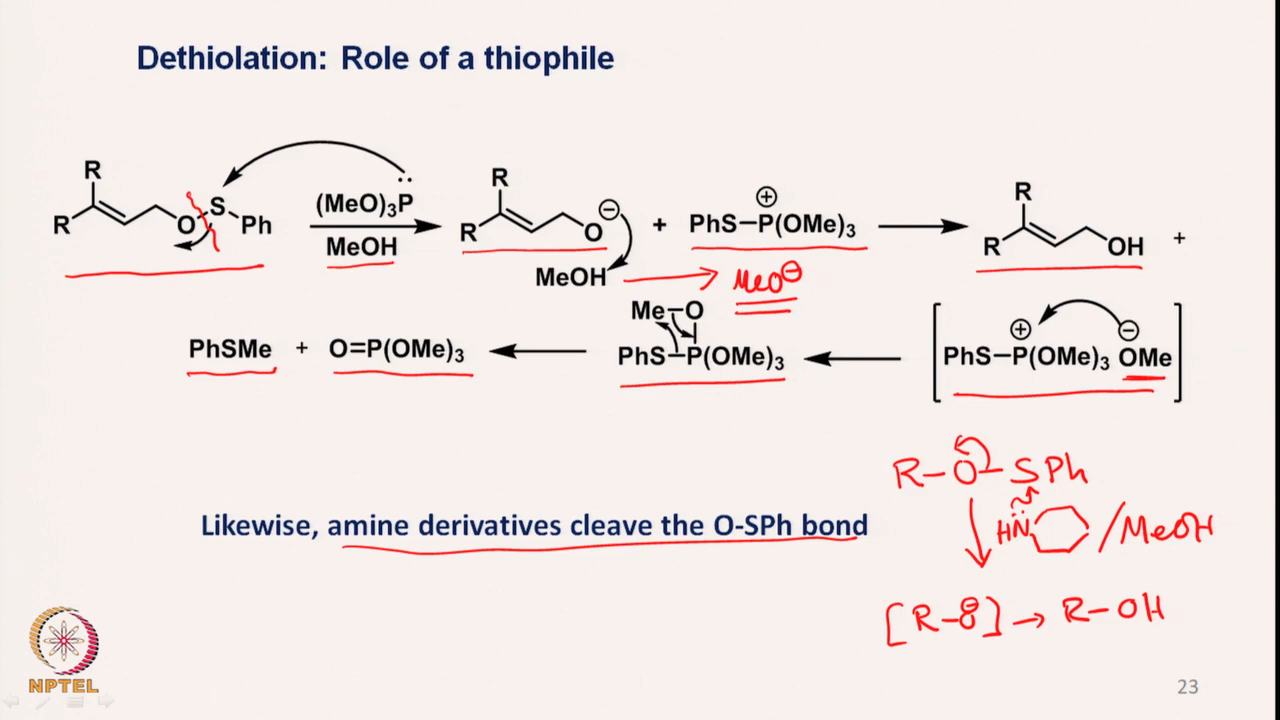 Dethiolation: Role of a thiophile
R
R
O
S
Ph
(MeO)₃P
MeOH
R
R
O
⊖
MeOH
+ PhS–P(OMe)₃
⊕
MeO⊖
R
R
OH
+
PhSMe + O=P(OMe)₃
Me–O
PhS–P(OMe)₃
PhS–P(OMe)₃ OMe
⊕ ⊖
R–O–SPh
HN /MeOH
Likewise, amine derivatives cleave the O-SPh bond
[R–O⊖] → R–OH
NPTEL
23